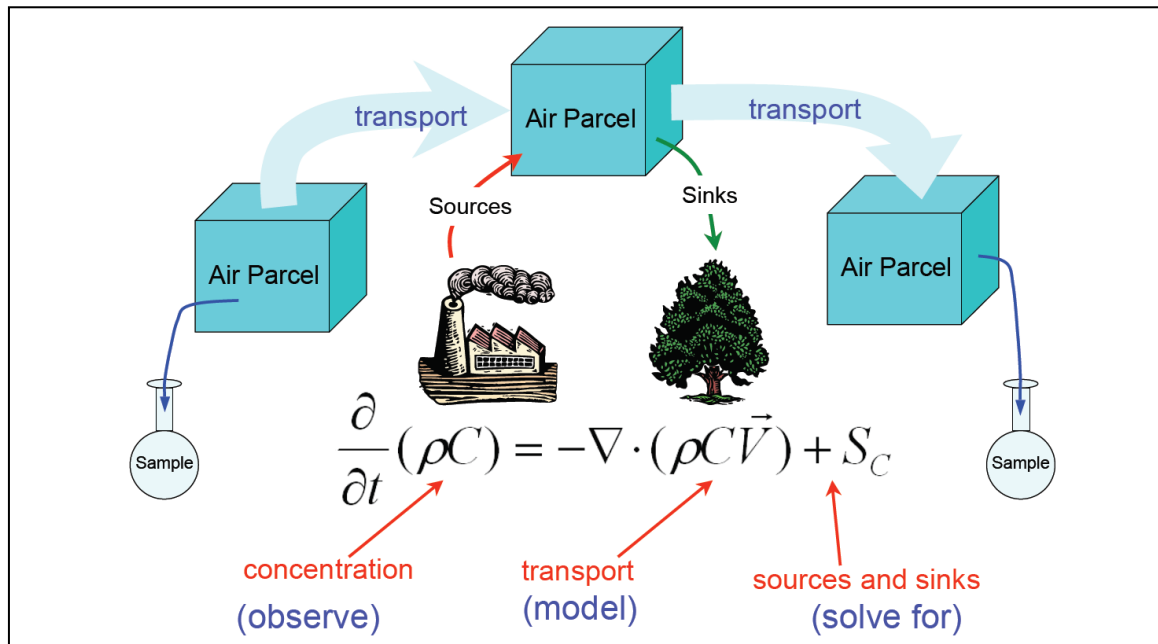 transport
Air Parcel
transport
Sources
Sinks
Air Parcel
Air Parcel
Sample
Sample
∂/∂t (ρC) = −∇·(ρCV⃗) + S_C
concentration
(observe)
transport
(model)
sources and sinks
(solve for)